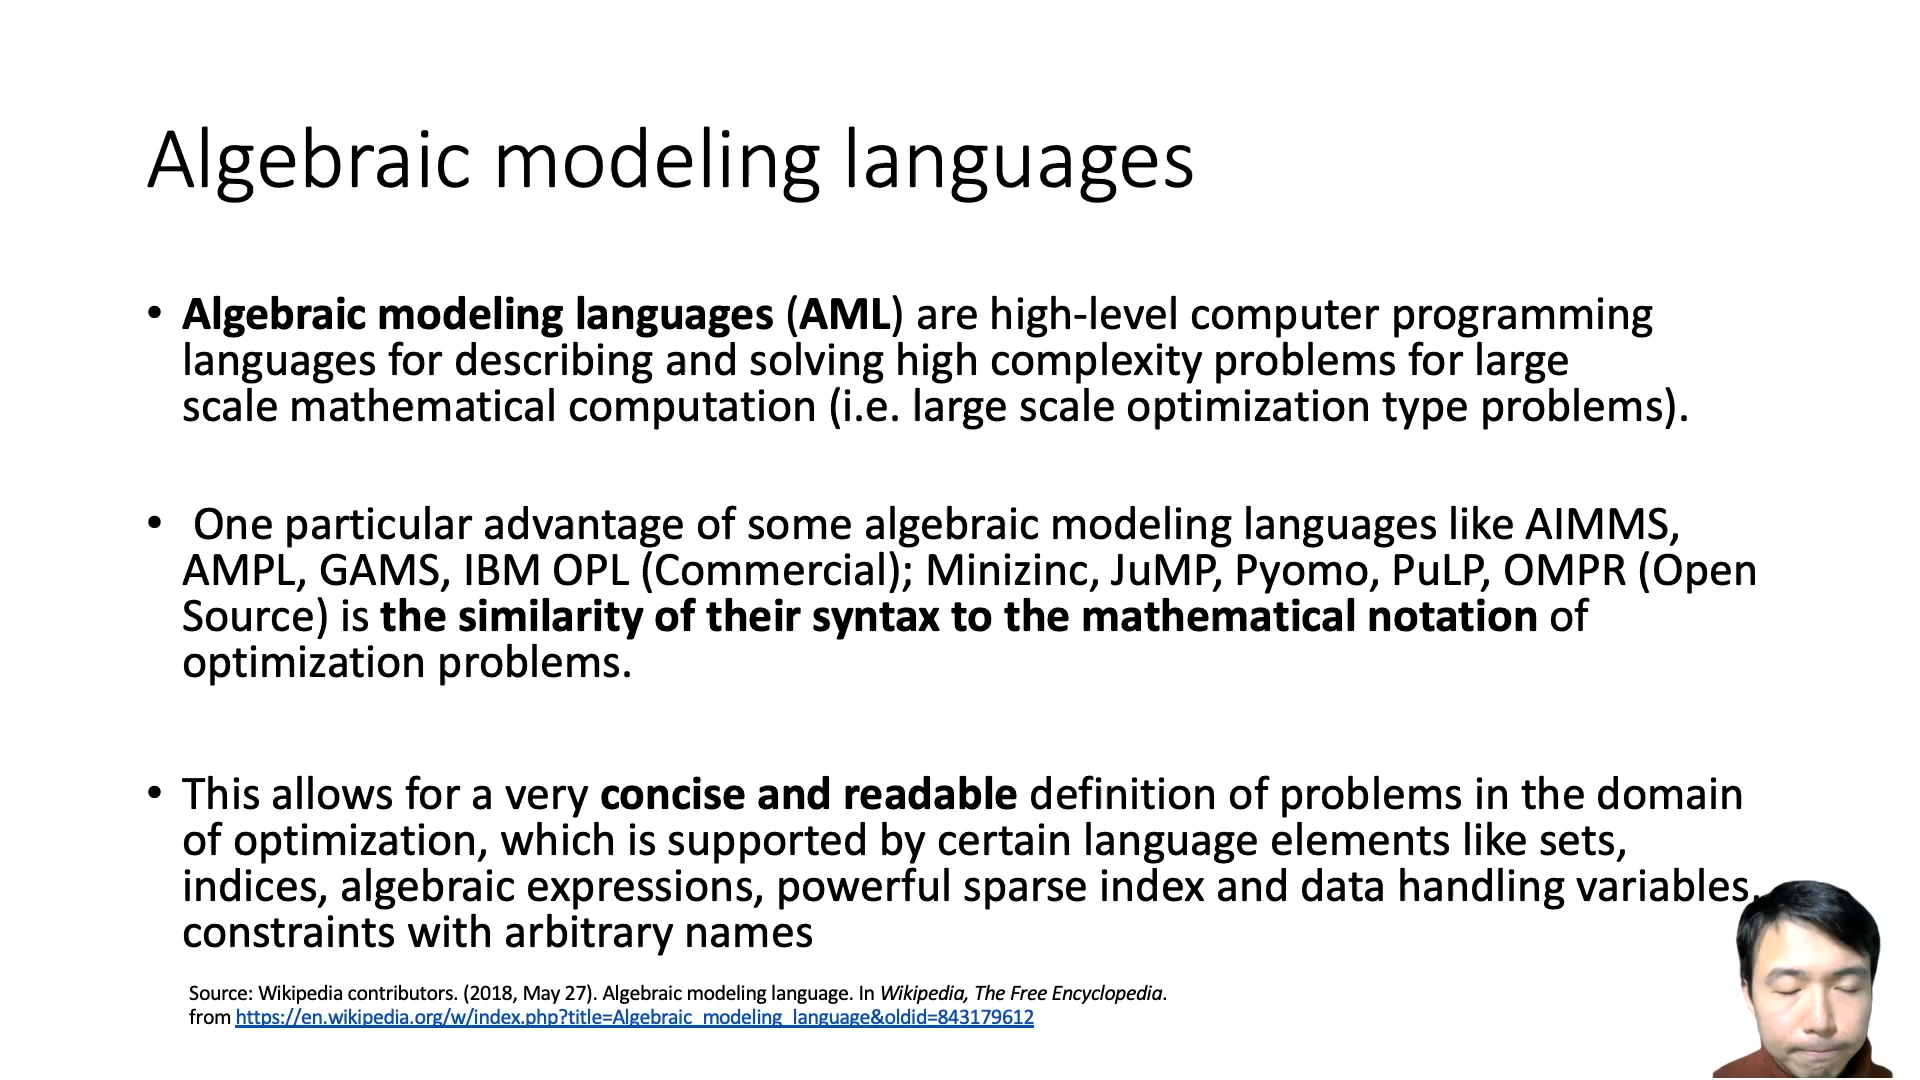 Algebraic modeling languages
• Algebraic modeling languages (AML) are high-level computer programming
languages for describing and solving high complexity problems for large
scale mathematical computation (i.e. large scale optimization type problems).
• One particular advantage of some algebraic modeling languages like AIMMS,
AMPL, GAMS, IBM OPL (Commercial); Minizinc, JuMP, Pyomo, PuLP, OMPR (Open
Source) is the similarity of their syntax to the mathematical notation of
optimization problems.
• This allows for a very concise and readable definition of problems in the domain
of optimization, which is supported by certain language elements like sets,
indices, algebraic expressions, powerful sparse index and data handling variables,
constraints with arbitrary names
Source: Wikipedia contributors. (2018, May 27). Algebraic modeling language. In Wikipedia, The Free Encyclopedia.
from https://en.wikipedia.org/w/index.php?title=Algebraic_modeling_language&oldid=843179612